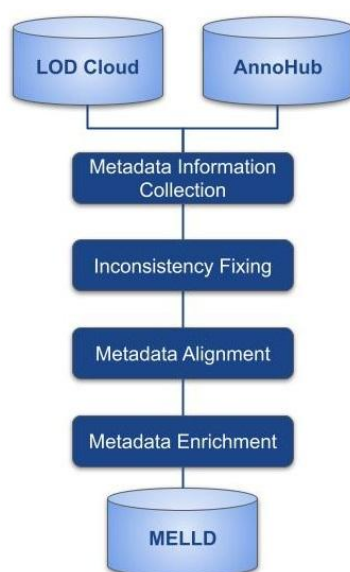 LOD Cloud
AnnoHub
Metadata Information
Collection
Inconsistency Fixing
Metadata Alignment
Metadata Enrichment
MELLD